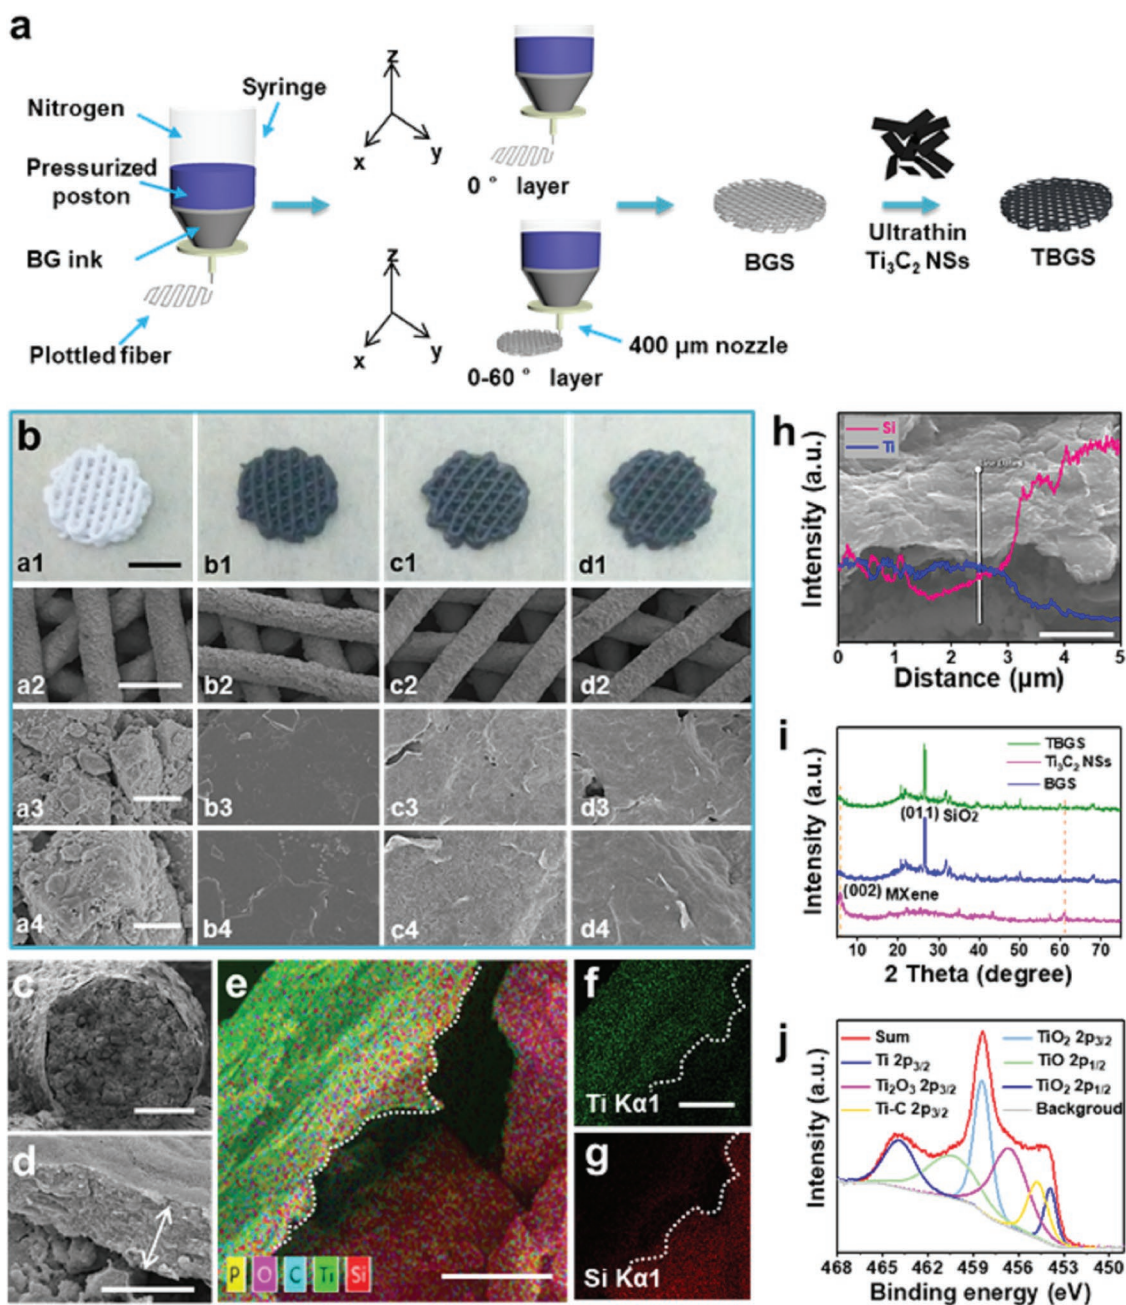 a
Nitrogen
Syringe
Pressurized
poston
BG ink
Plottled fiber
z
x
y
0 ° layer
z
x
y
0-60 ° layer
400 μm nozzle
BGS
Ultrathin
Ti₃C₂ NSs
TBGS
b
a1 b1 c1 d1
a2 b2 c2 d2
a3 b3 c3 d3
a4 b4 c4 d4
c
d
e
P O C Ti Si
f
Ti Kα1
g
Si Kα1
h
Si
Ti
Intensity (a.u.)
0 1 2 3 4 5
Distance (μm)
i
TBGS
Ti₃C₂ NSs
BGS
(011) SiO₂
(002) MXene
Intensity (a.u.)
10 20 30 40 50 60 70
2 Theta (degree)
j
Sum
Ti 2p₃/₂
Ti₂O₃ 2p₃/₂
Ti-C 2p₃/₂
TiO₂ 2p₃/₂
TiO 2p₁/₂
TiO₂ 2p₁/₂
Backgroud
Intensity (a.u.)
468 465 462 459 456 453 450
Binding energy (eV)